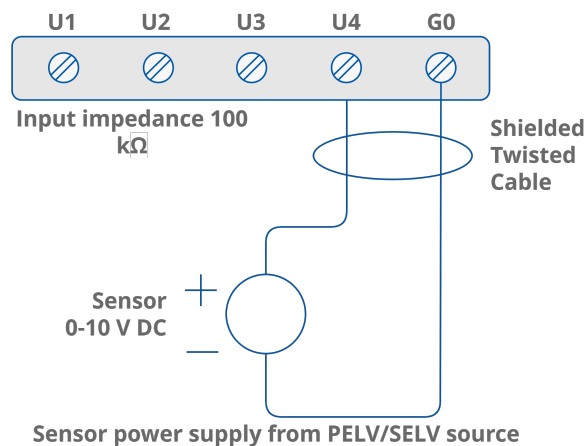 U1 U2 U3 U4 G0
Input impedance 100
kΩ
Shielded
Twisted
Cable
Sensor
0-10 V DC
Sensor power supply from PELV/SELV source